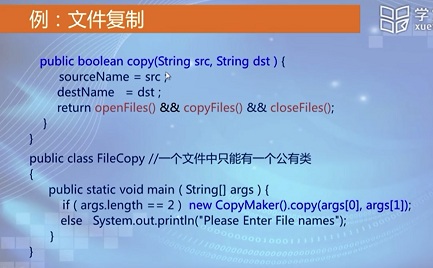 例：文件复制
学
xue
public boolean copy(String src, String dst ) {
sourceName = src ;
destName = dst ;
return openFiles() && copyFiles() && closeFiles();
}
}
public class FileCopy //一个文件中只能有一个公有类
{
public static void main ( String[] args ) {
if ( args.length == 2 ) new CopyMaker().copy(args[0], args[1]);
else System.out.println("Please Enter File names");
}
}